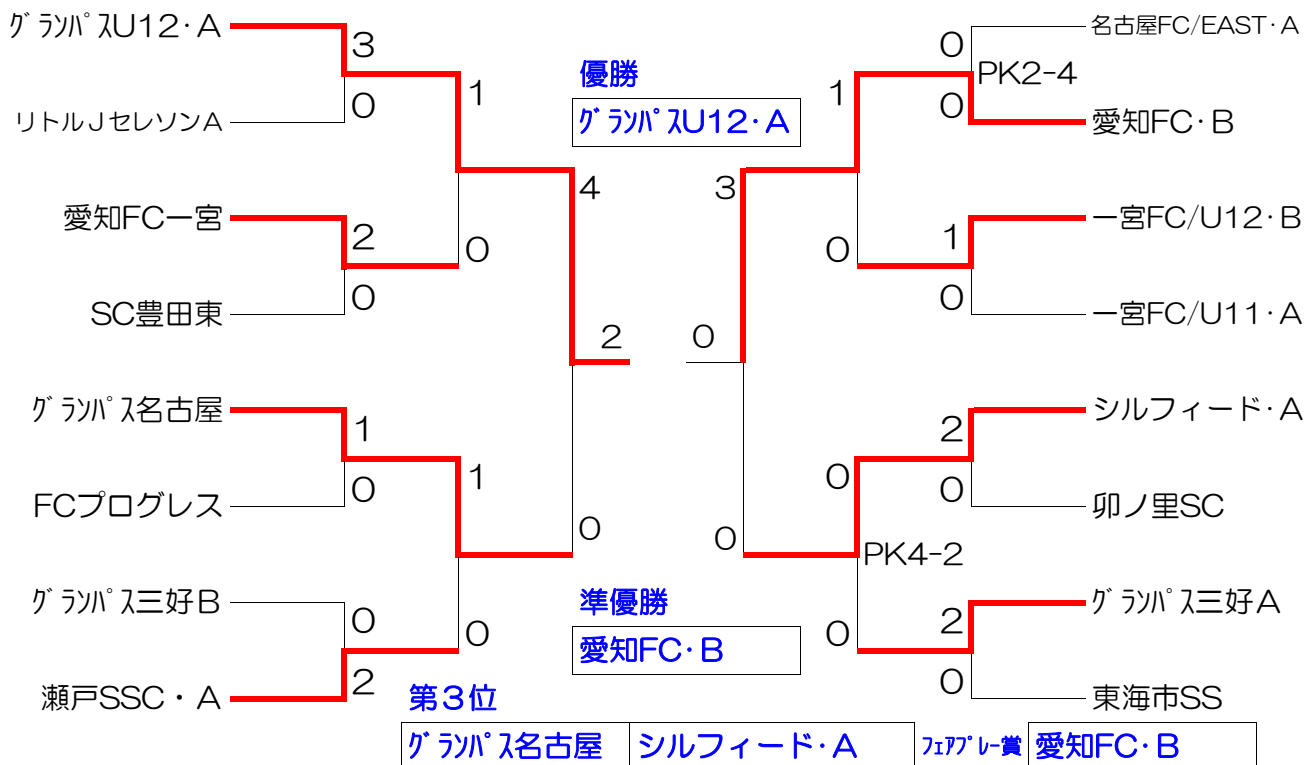 グランパスU12・A
3
0
リトルJセレソンA
1
愛知FC一宮
2
0
SC豊田東
0
4
グランパス名古屋
1
0
FCプログレス
1
グランパス三好B
0
2
瀬戸SSC・A
0
0
2
優勝
グランパスU12・A
名古屋FC/EAST・A
0
PK2-4
0
愛知FC・B
1
一宮FC/U12・B
1
0
一宮FC/U11・A
0
3
0
シルフィード・A
2
0
卯ノ里SC
0
PK4-2
グランパス三好A
2
0
東海市SS
0
0
準優勝
愛知FC・B
第3位
グランパス名古屋 シルフィード・A
フェアプレー賞 愛知FC・B